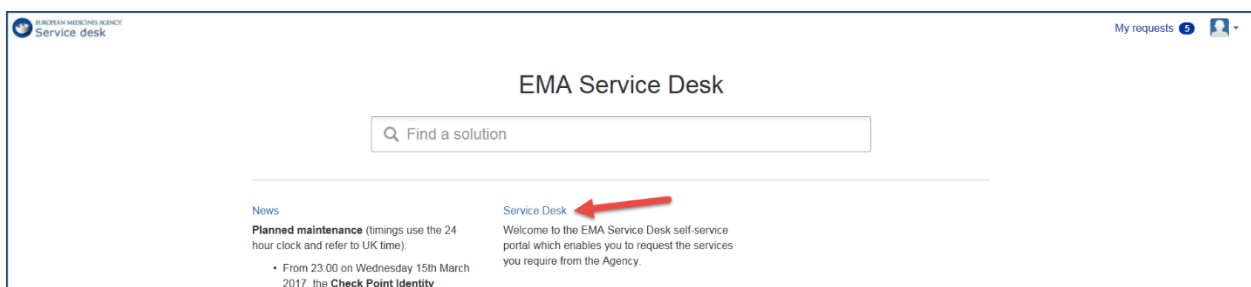 EUROPEAN MEDICINES AGENCY
Service desk
My requests 5
EMA Service Desk
Find a solution
News
Planned maintenance (timings use the 24
hour clock and refer to UK time):
• From 23:00 on Wednesday 15th March
2017, the Check Point Identity
Service Desk
Welcome to the EMA Service Desk self-service
portal which enables you to request the services
you require from the Agency.